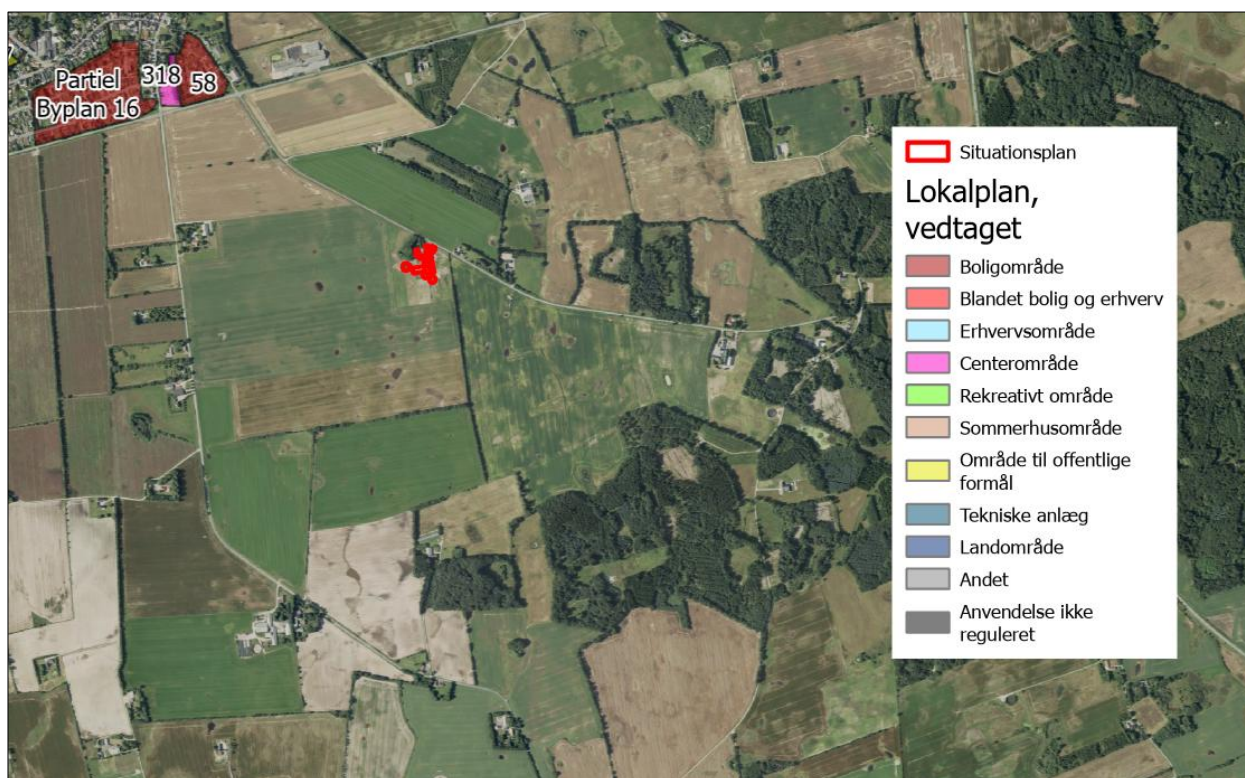 Partiel
Byplan 16
318
58
Situationsplan
Lokalplan,
vedtaget
Boligområde
Blandet bolig og erhverv
Erhvervsområde
Centerområde
Rekreativt område
Sommerhusområde
Område til offentlige
formål
Tekniske anlæg
Landområde
Andet
Anvendelse ikke
reguleret